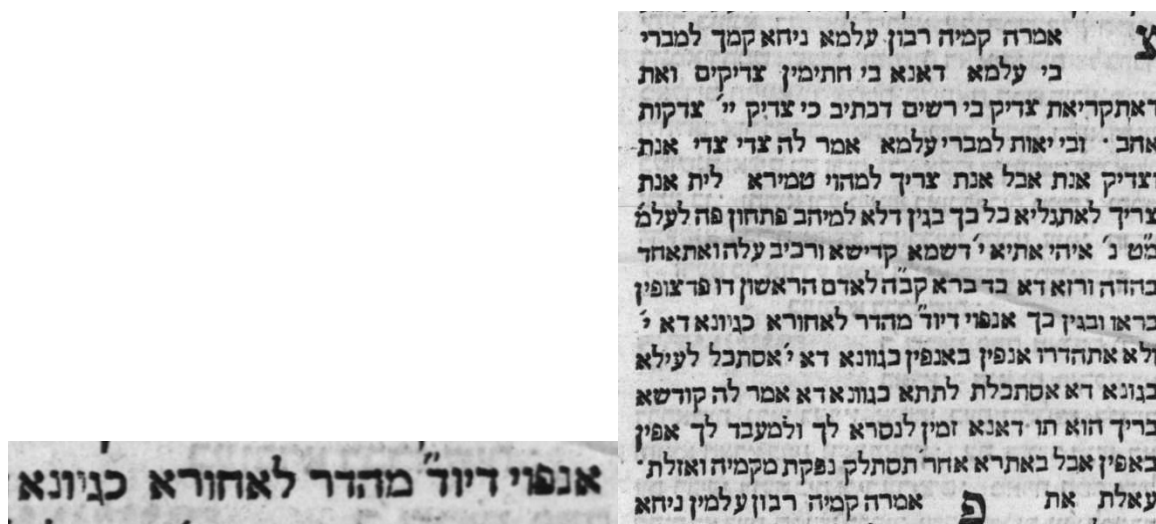 אנפוי דיוד״ מהדר לאחורא כגיונא
צ אמרה קמיה רבון עלמא ניחא קמך למברי
בי עלמא דאנא בי חתימין צדיקים ואת
דאתקריאת צדיק בי רשים דכתיב כי צדיק יי׳ צדקות
אהב · ובי יאות למברי עלמא אמר לה צדי צדי אנת
וצדיק אנת אבל אנת צריך למהוי טמירא לית אנת
צריך לאתגליא כל כך בגין דלא למיהב פתחון פה לעלמ׳
מ״ט נ׳ איהי אתיא י׳ דשמא קדישא ורכיב עלה ואתאחד
בהדה ורזא דא כד ברא קב״ה לאדם הראשון דו פרצופין
בראו ובגין כך אנפוי דיוד״ מהדר לאחורא כגיונא דא י׳
ולא אתהדרו אנפין באנפין כגוונא דא י׳ אסתכל לעילא
כגונא דא אסתכלת לתתא כגוונא דא אמר לה קודשא
בריך הוא תו דאנא זמין לנסרא לך ולמעבד לך אפין
באפין אבל באתרא אחר׳ תסתלק נפקת מקמיה ואזלת ·
עאלת את פ אמרה קמיה רבון עלמין ניחא